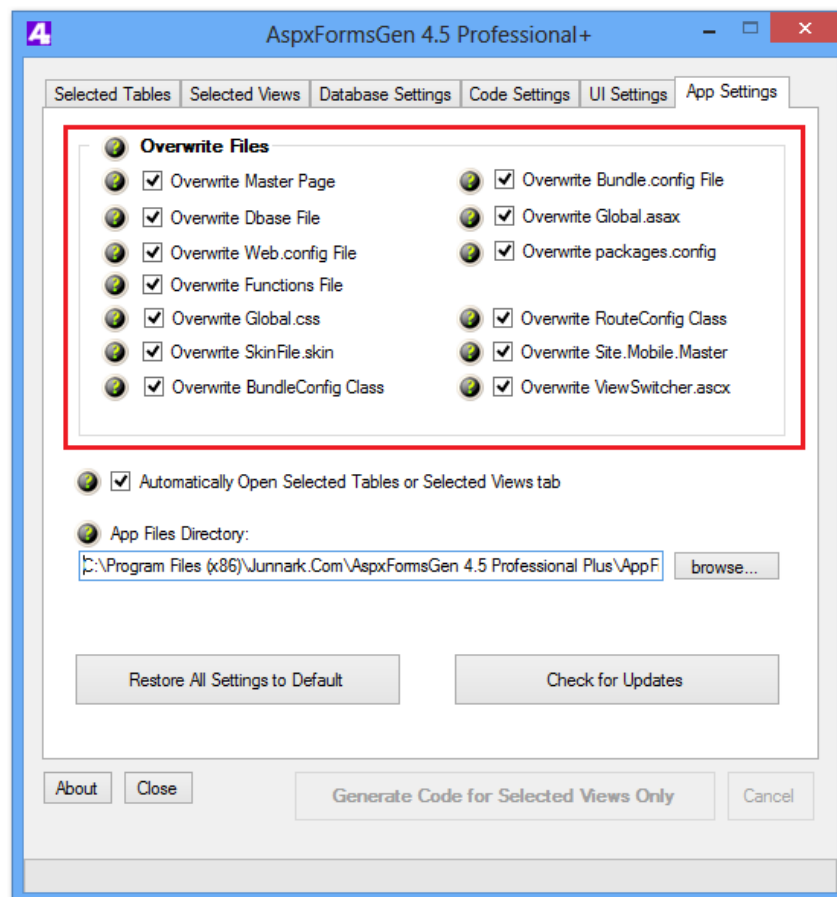 AspxFormsGen 4.5 Professional+
Selected Tables Selected Views Database Settings Code Settings UI Settings App Settings
Overwrite Files
Overwrite Master Page Overwrite Bundle.config File
Overwrite Dbase File Overwrite Global.asax
Overwrite Web.config File Overwrite packages.config
Overwrite Functions File
Overwrite Global.css Overwrite RouteConfig Class
Overwrite SkinFile.skin Overwrite Site.Mobile.Master
Overwrite BundleConfig Class Overwrite ViewSwitcher.ascx
Automatically Open Selected Tables or Selected Views tab
App Files Directory:
C:\Program Files (x86)\Junnark.Com\AspxFormsGen 4.5 Professional Plus\AppF browse...
Restore All Settings to Default Check for Updates
About Close Generate Code for Selected Views Only Cancel